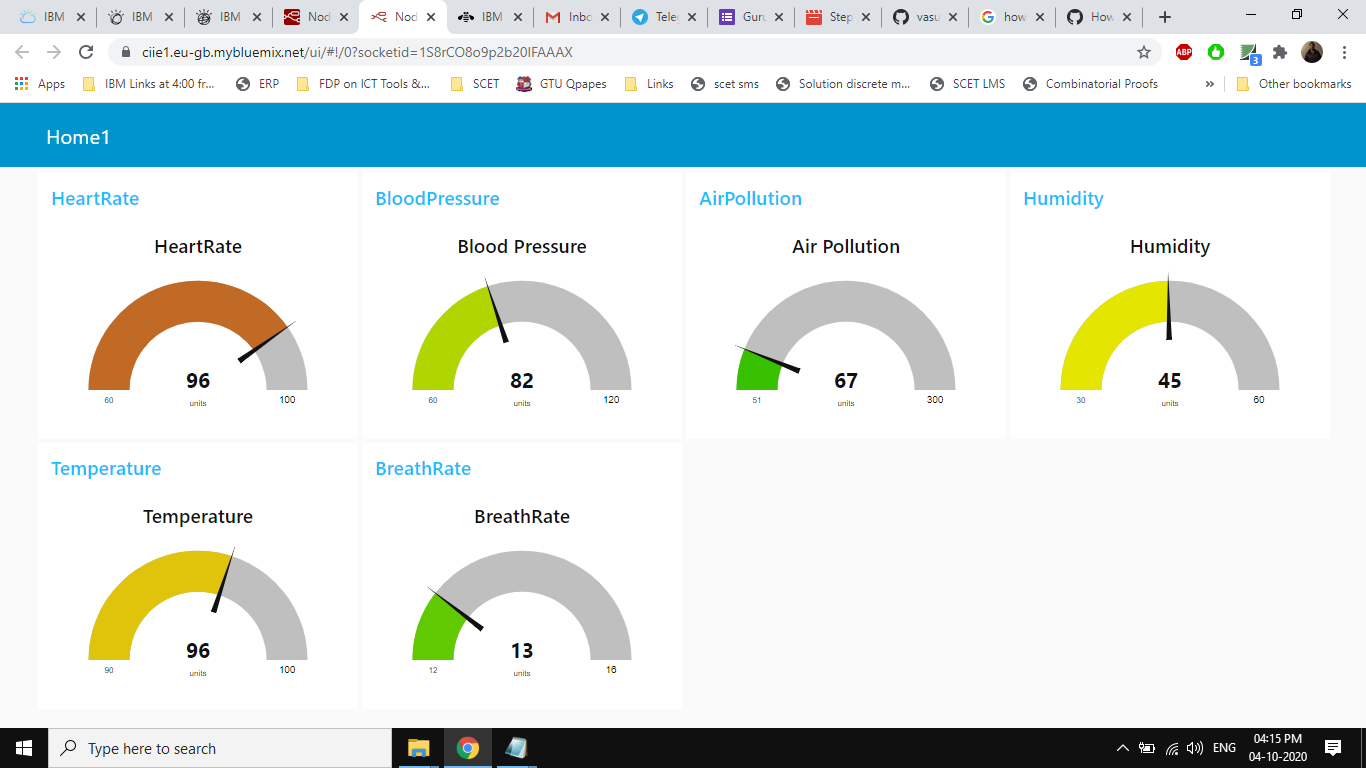 IBM IBM IBM Nod Nod IBM Inbo Teleg Guru Step vasu how How
ciie1.eu-gb.mybluemix.net/ui/#!/0?socketid=1S8rCO8o9p2b20IFAAAX ABP 3
Apps IBM Links at 4:00 fr... ERP FDP on ICT Tools &... SCET GTU Qpapes Links scet sms Solution discrete m... SCET LMS Combinatorial Proofs » Other bookmarks
Home1
HeartRate BloodPressure AirPollution Humidity
HeartRate Blood Pressure Air Pollution Humidity
96 82 67 45
60 units 100 60 units 120 51 units 300 30 units 60
Temperature BreathRate
Temperature BreathRate
96 13
90 units 100 12 units 16
Type here to search ENG 04:15 PM
04-10-2020